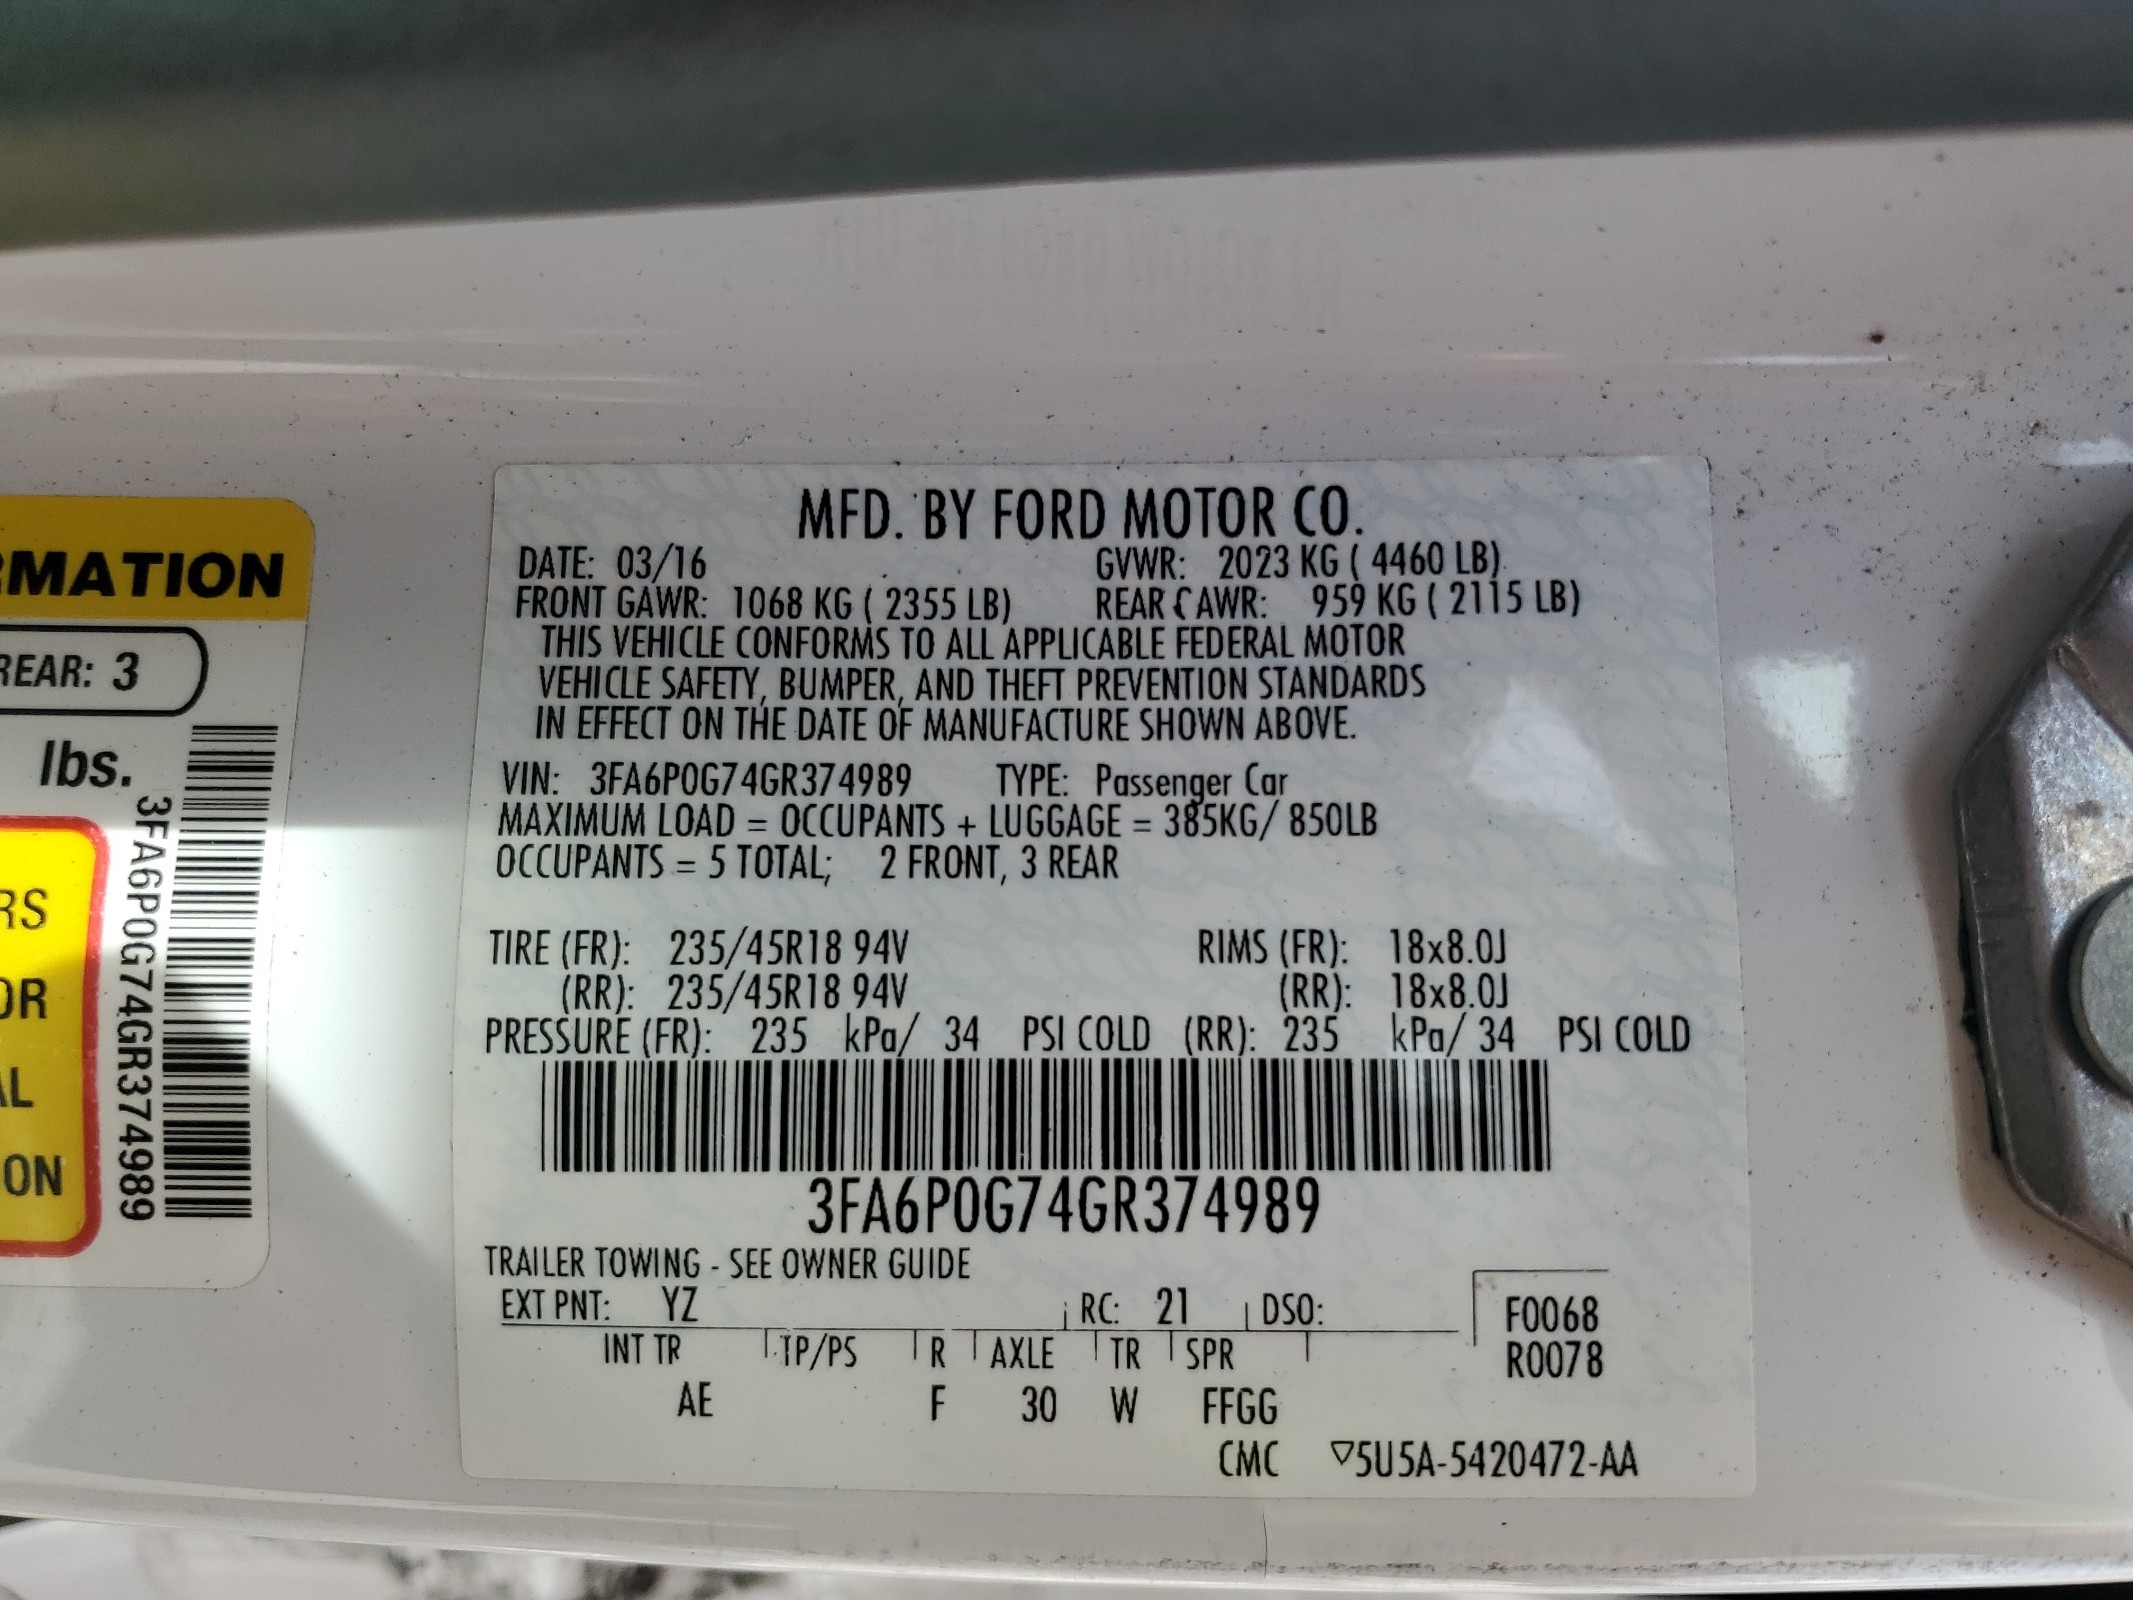 RMATION
REAR: 3
lbs.
3FA6P0G74GR374989
RS
OR
AL
ON
MFD. BY FORD MOTOR CO.
DATE: 03/16 GVWR: 2023 KG ( 4460 LB)
FRONT GAWR: 1068 KG ( 2355 LB) REAR GAWR: 959 KG ( 2115 LB)
THIS VEHICLE CONFORMS TO ALL APPLICABLE FEDERAL MOTOR
VEHICLE SAFETY, BUMPER, AND THEFT PREVENTION STANDARDS
IN EFFECT ON THE DATE OF MANUFACTURE SHOWN ABOVE.
VIN: 3FA6P0G74GR374989 TYPE: Passenger Car
MAXIMUM LOAD = OCCUPANTS + LUGGAGE = 385KG/ 850LB
OCCUPANTS = 5 TOTAL; 2 FRONT, 3 REAR
TIRE (FR): 235/45R18 94V RIMS (FR): 18x8.0J
(RR): 235/45R18 94V (RR): 18x8.0J
PRESSURE (FR): 235 kPa/ 34 PSI COLD (RR): 235 kPa/ 34 PSI COLD
3FA6P0G74GR374989
TRAILER TOWING - SEE OWNER GUIDE
EXT PNT: YZ RC: 21 DSO:
INT TR TP/PS R AXLE TR SPR
AE F 30 W FFGG
F0068
R0078
CMC ▽5U5A-5420472-AA